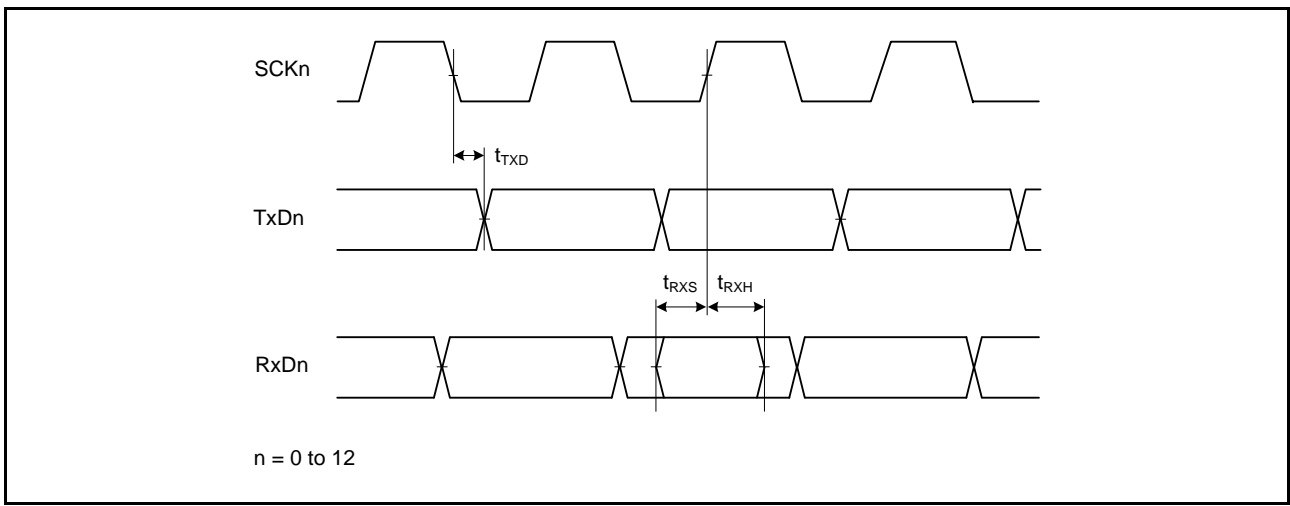 SCKn
tTXD
TxDn
tRXS tRXH
RxDn
n = 0 to 12